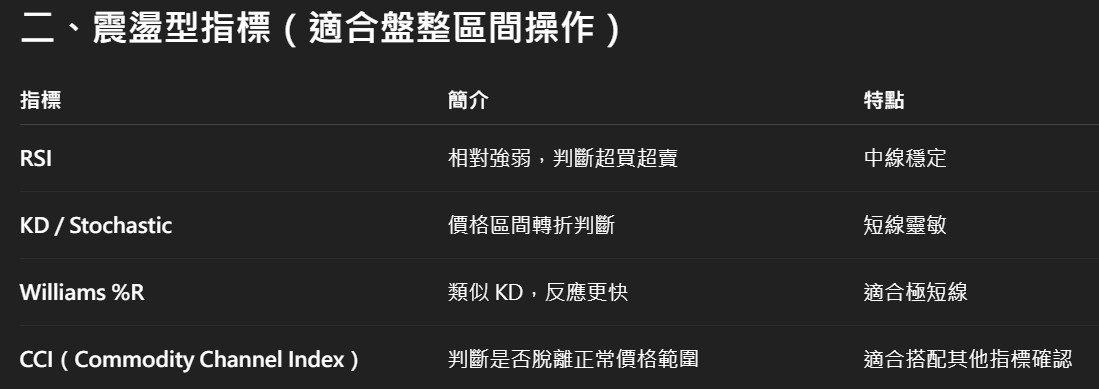 二、震盪型指標（適合盤整區間操作）
指標 簡介 特點
RSI 相對強弱，判斷超買超賣 中線穩定
KD / Stochastic 價格區間轉折判斷 短線靈敏
Williams %R 類似 KD，反應更快 適合極短線
CCI（Commodity Channel Index） 判斷是否脫離正常價格範圍 適合搭配其他指標確認